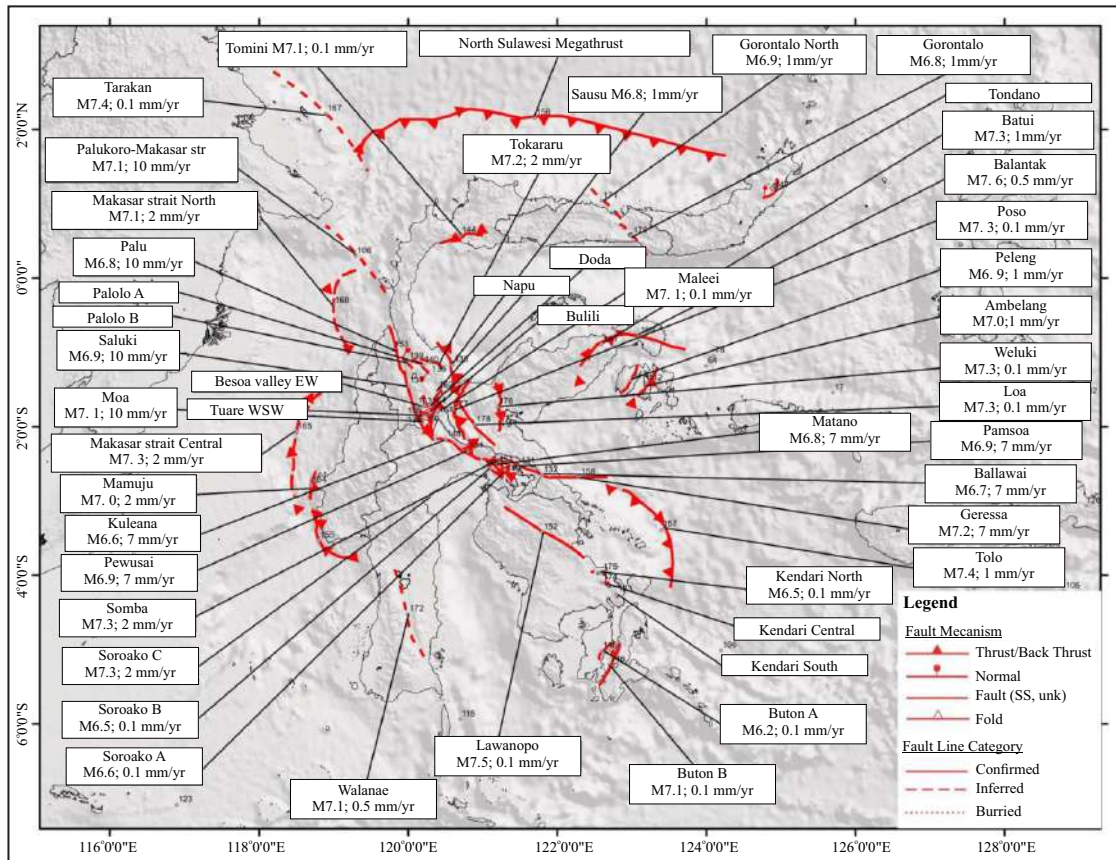 Tomini M7.1; 0.1 mm/yr
North Sulawesi Megathrust
Gorontalo North
M6.9; 1mm/yr
Gorontalo
M6.8; 1mm/yr
Tarakan
M7.4; 0.1 mm/yr
Sausu M6.8; 1mm/yr
Tondano
Palukoro-Makasar str
M7.1; 10 mm/yr
Tokararu
M7.2; 2 mm/yr
Batui
M7.3; 1mm/yr
Balantak
M7. 6; 0.5 mm/yr
Makasar strait North
M7.1; 2 mm/yr
Poso
M7. 3; 0.1 mm/yr
Palu
M6.8; 10 mm/yr
Doda
Napu
Maleei
M7. 1; 0.1 mm/yr
Peleng
M6. 9; 1 mm/yr
Palolo A
Palolo B
Bulili
Ambelang
M7.0;1 mm/yr
Saluki
M6.9; 10 mm/yr
Weluki
M7.3; 0.1 mm/yr
Besoa valley EW
Moa
M7. 1; 10 mm/yr
Tuare WSW
Loa
M7.3; 0.1 mm/yr
Matano
M6.8; 7 mm/yr
Pamsoa
M6.9; 7 mm/yr
Makasar strait Central
M7. 3; 2 mm/yr
Ballawai
M6.7; 7 mm/yr
Mamuju
M7. 0; 2 mm/yr
Kuleana
M6.6; 7 mm/yr
Geressa
M7.2; 7 mm/yr
Pewusai
M6.9; 7 mm/yr
Tolo
M7.4; 1 mm/yr
Kendari North
M6.5; 0.1 mm/yr
Somba
M7.3; 2 mm/yr
Kendari Central
Soroako C
M7.3; 2 mm/yr
Kendari South
Soroako B
M6.5; 0.1 mm/yr
Buton A
M6.2; 0.1 mm/yr
Soroako A
M6.6; 0.1 mm/yr
Lawanopo
M7.5; 0.1 mm/yr
Walanae
M7.1; 0.5 mm/yr
Buton B
M7.1; 0.1 mm/yr
167
158
171
144
106
168
165
152
172
157
132
176
178
115
123
Legend
Fault Mecanism
Thrust/Back Thrust
Normal
Fault (SS, unk)
Fold
Fault Line Category
Confirmed
Inferred
Burried
2°0'0"N
0°0'0"
2°0'0"S
4°0'0"S
6°0'0"S
116°0'0"E
118°0'0"E
120°0'0"E
122°0'0"E
124°0'0"E
126°0'0"E
128°0'0"E